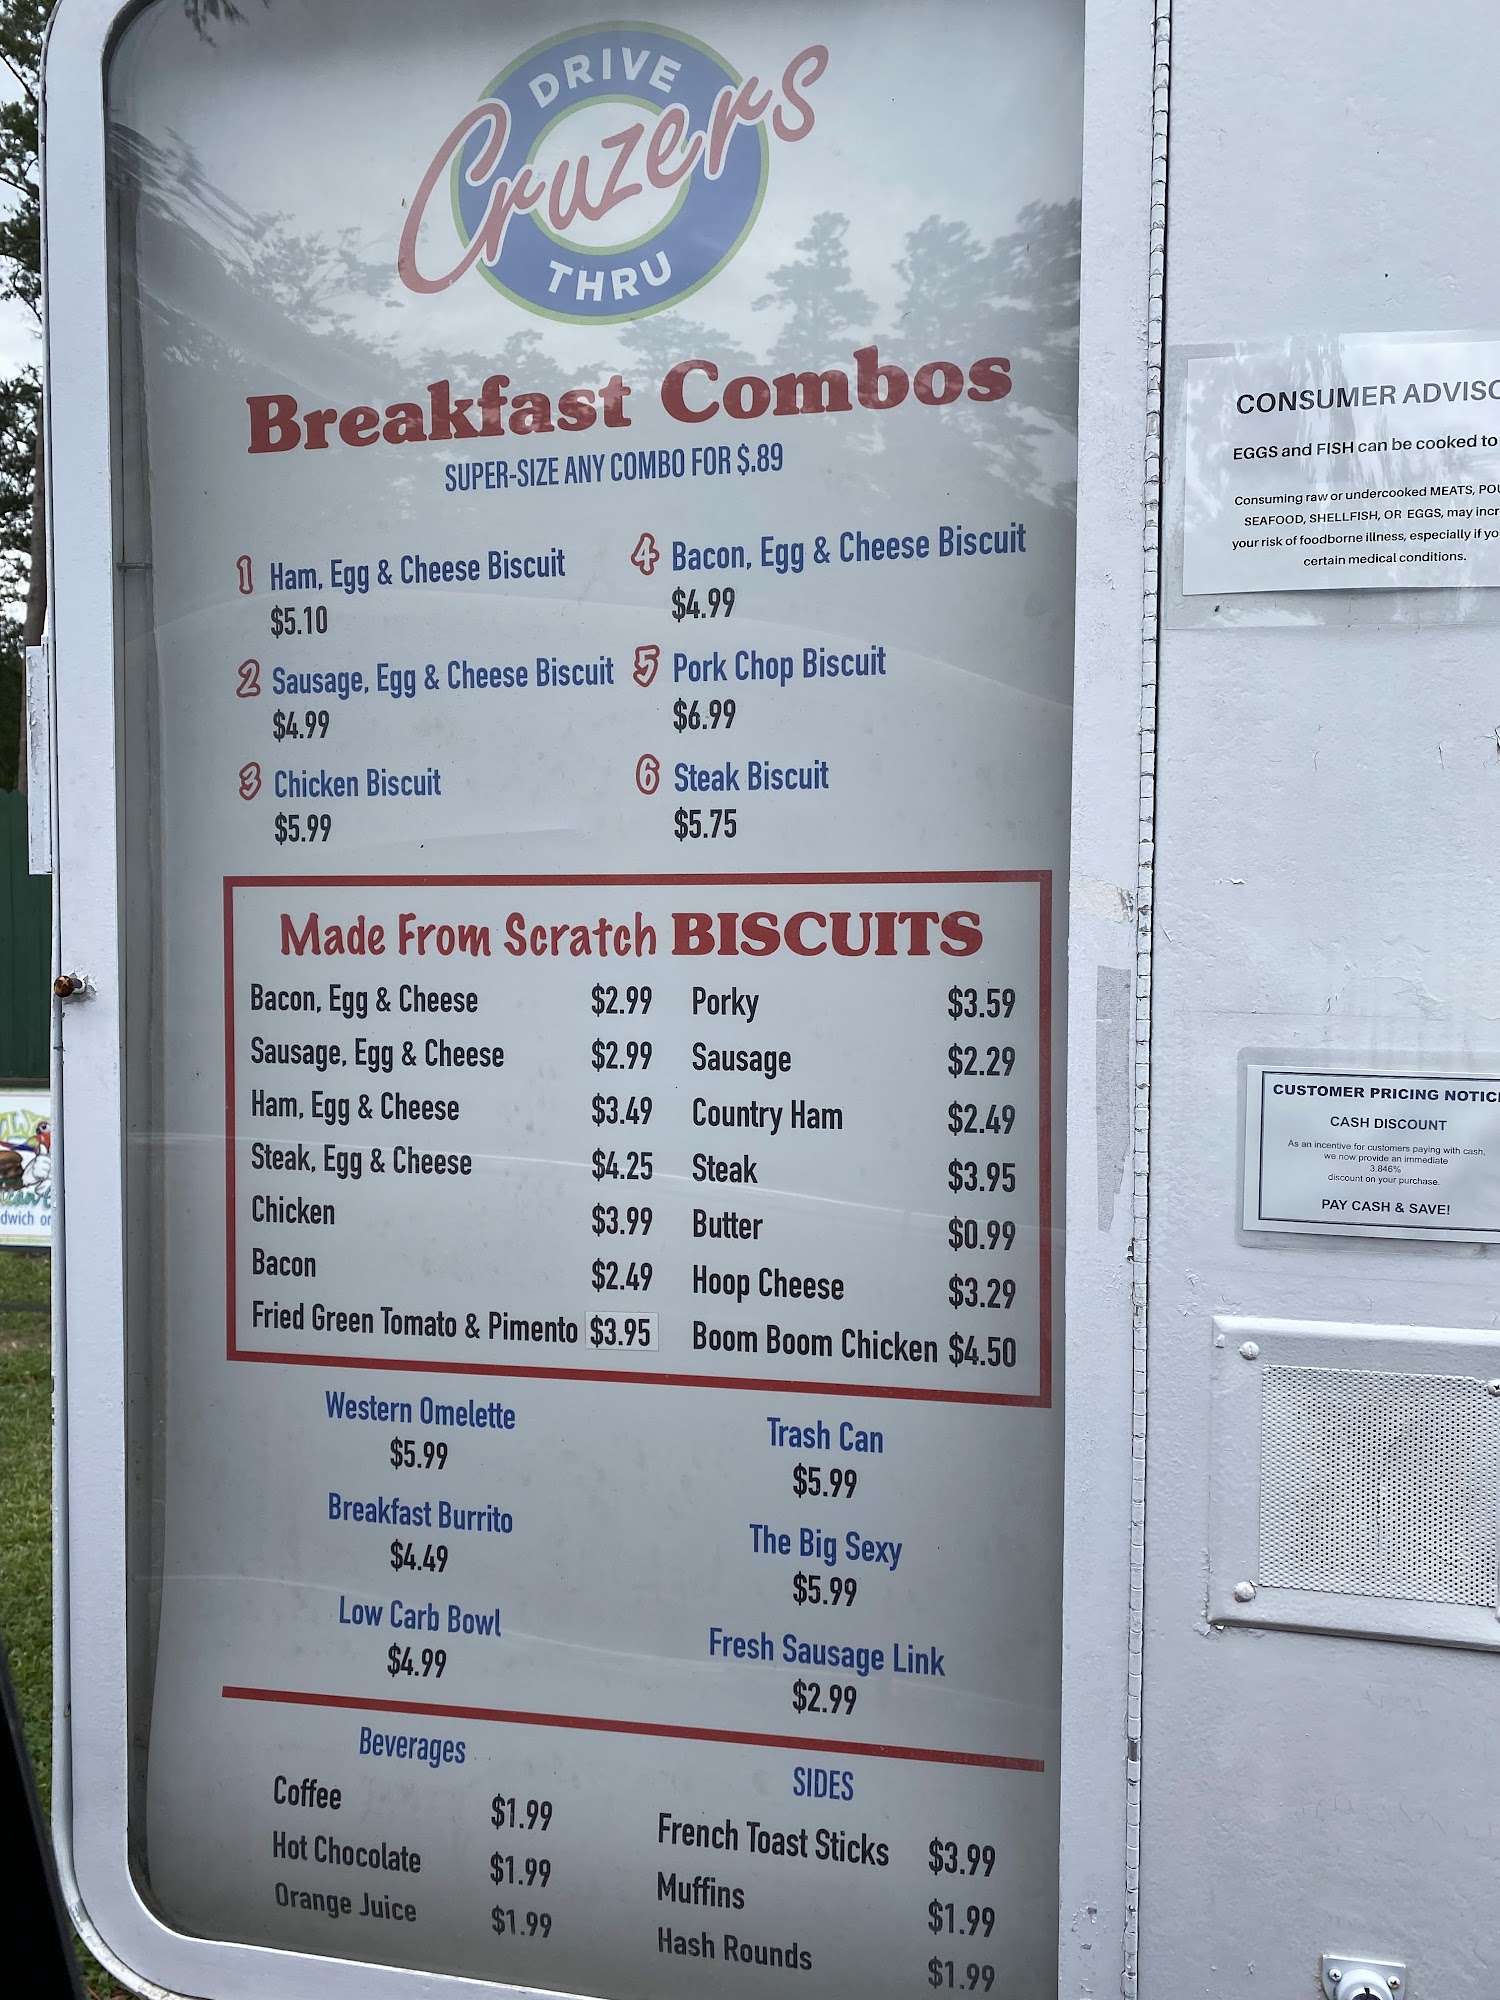 DRIVE
Cruzers
THRU
Breakfast Combos
SUPER-SIZE ANY COMBO FOR $.89
1 Ham, Egg & Cheese Biscuit
$5.10
2 Sausage, Egg & Cheese Biscuit
$4.99
3 Chicken Biscuit
$5.99
4 Bacon, Egg & Cheese Biscuit
$4.99
5 Pork Chop Biscuit
$6.99
6 Steak Biscuit
$5.75
Made From Scratch BISCUITS
Bacon, Egg & Cheese $2.99
Sausage, Egg & Cheese $2.99
Ham, Egg & Cheese $3.49
Steak, Egg & Cheese $4.25
Chicken $3.99
Bacon $2.49
Fried Green Tomato & Pimento $3.95
Porky $3.59
Sausage $2.29
Country Ham $2.49
Steak $3.95
Butter $0.99
Hoop Cheese $3.29
Boom Boom Chicken $4.50
Western Omelette
$5.99
Breakfast Burrito
$4.49
Low Carb Bowl
$4.99
Trash Can
$5.99
The Big Sexy
$5.99
Fresh Sausage Link
$2.99
Beverages
Coffee $1.99
Hot Chocolate $1.99
Orange Juice $1.99
SIDES
French Toast Sticks $3.99
Muffins $1.99
Hash Rounds $1.99
CONSUMER ADVISO
EGGS and FISH can be cooked to
Consuming raw or undercooked MEATS, POU
SEAFOOD, SHELLFISH, OR EGGS, may incr
your risk of foodborne illness, especially if yo
certain medical conditions.
CUSTOMER PRICING NOTIC
CASH DISCOUNT
As an incentive for customers paying with cash,
we now provide an immediate
3.846%
discount on your purchase.
PAY CASH & SAVE!